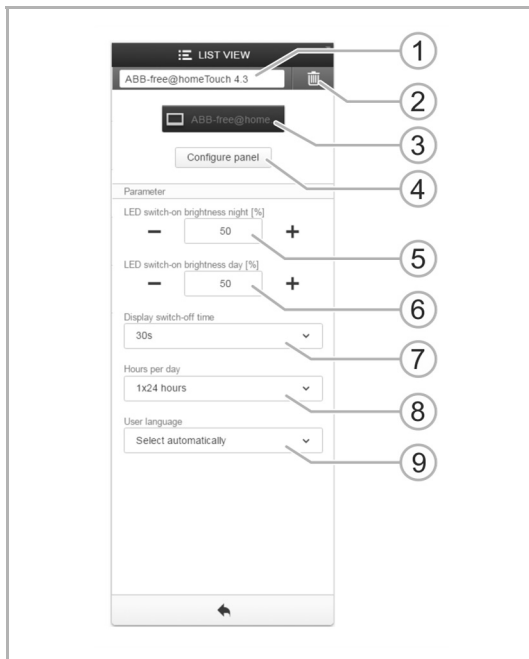 LIST VIEW
ABB-free@homeTouch 4.3
ABB-free@home...
Configure panel
Parameter
LED switch-on brightness night [%]
− 50 +
LED switch-on brightness day [%]
− 50 +
Display switch-off time
30s
Hours per day
1x24 hours
User language
Select automatically
1
2
3
4
5
6
7
8
9